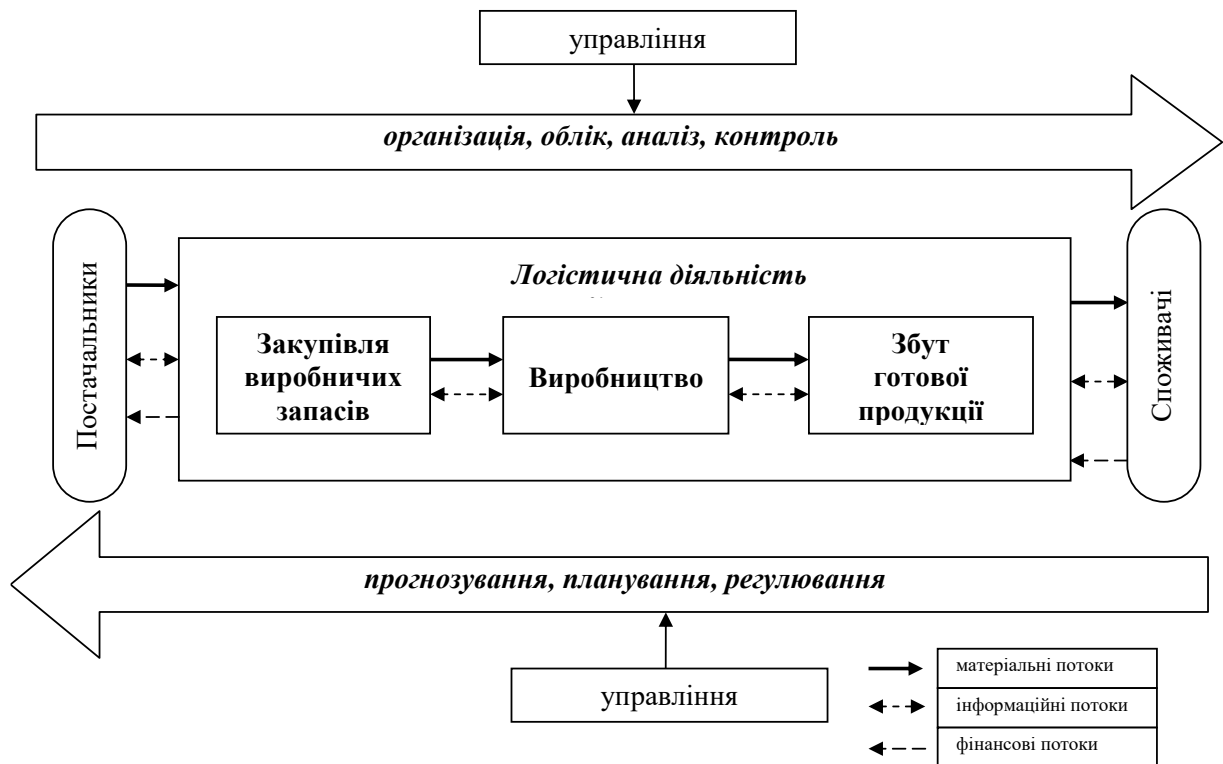 управління
організація, облік, аналіз, контроль
Постачальники
Логістична діяльність
Закупівля
виробничих
запасів
Виробництво
Збут
готової
продукції
Споживачі
прогнозування, планування, регулювання
управління
матеріальні потоки
інформаційні потоки
фінансові потоки